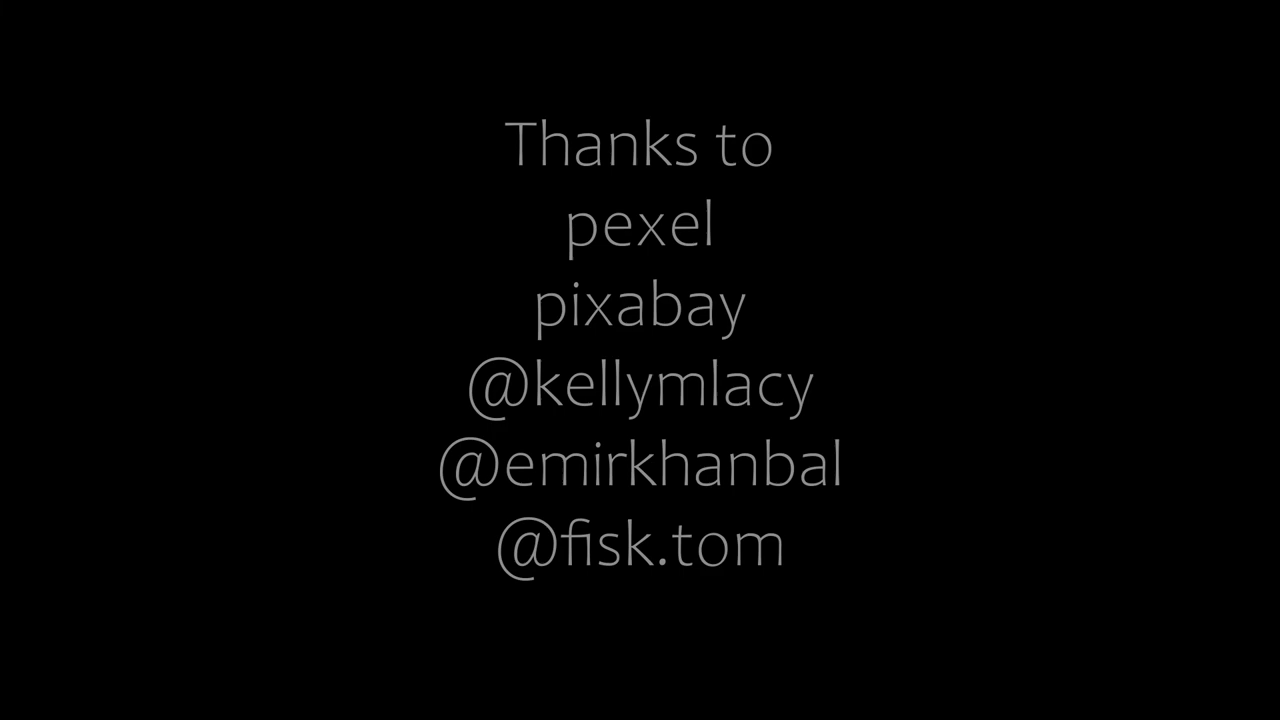 Thanks to
pexel
pixabay
@kellymlacy
@emirkhanbal
@fisk.tom